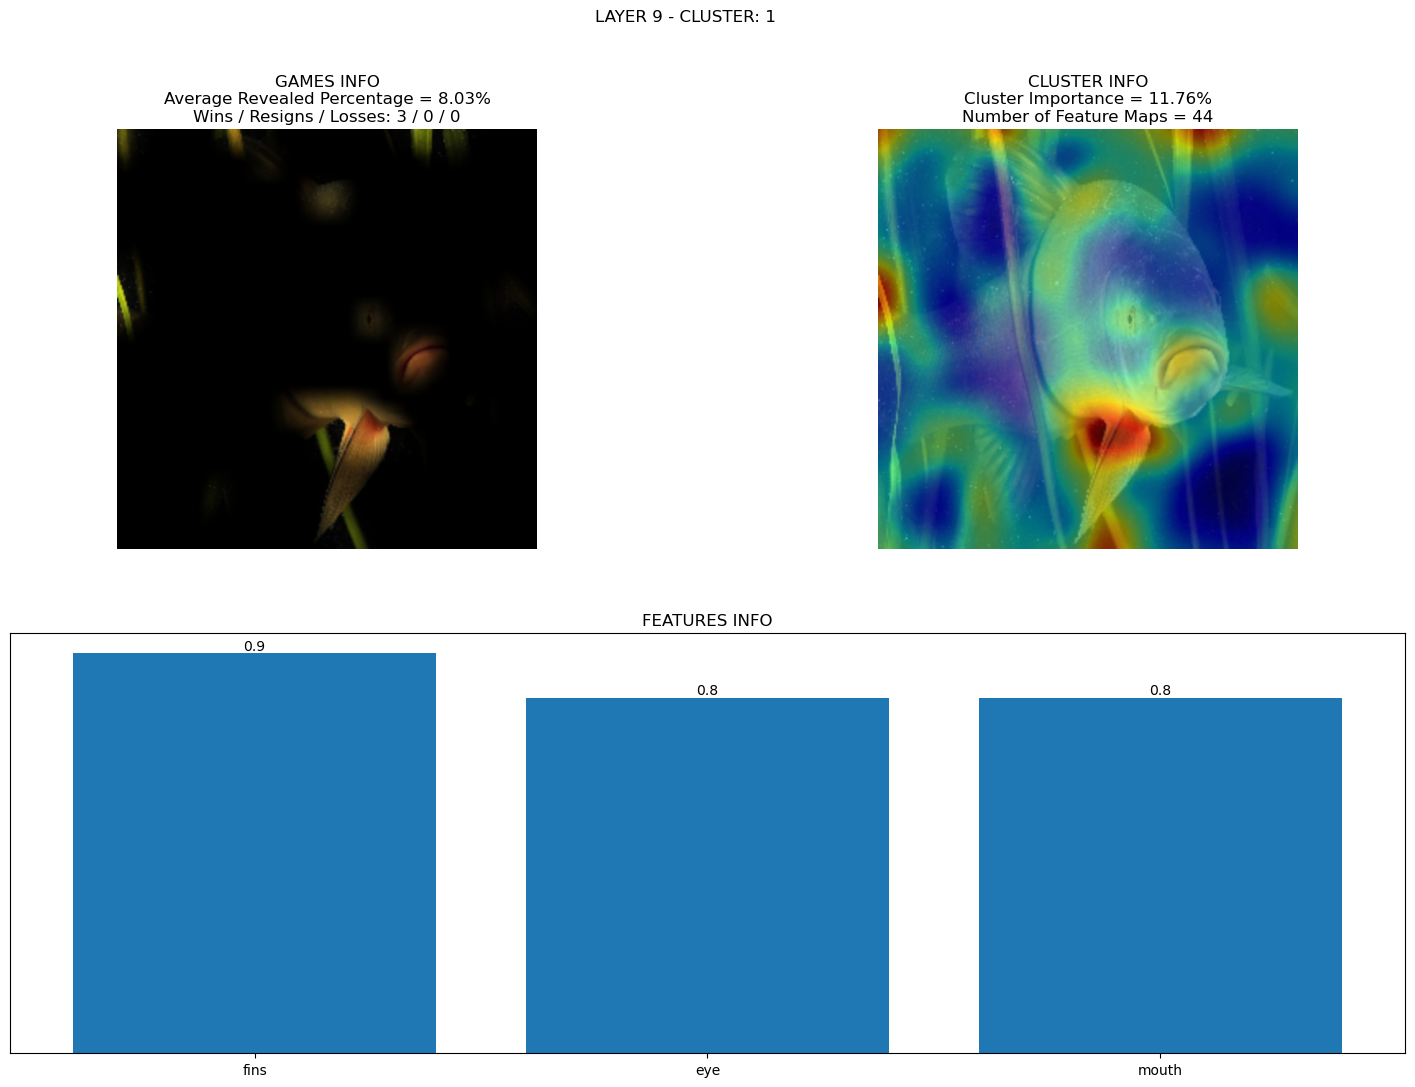 LAYER 9 - CLUSTER: 1
GAMES INFO
Average Revealed Percentage = 8.03%
Wins / Resigns / Losses: 3 / 0 / 0
CLUSTER INFO
Cluster Importance = 11.76%
Number of Feature Maps = 44
FEATURES INFO
0.9
0.8
0.8
fins
eye
mouth